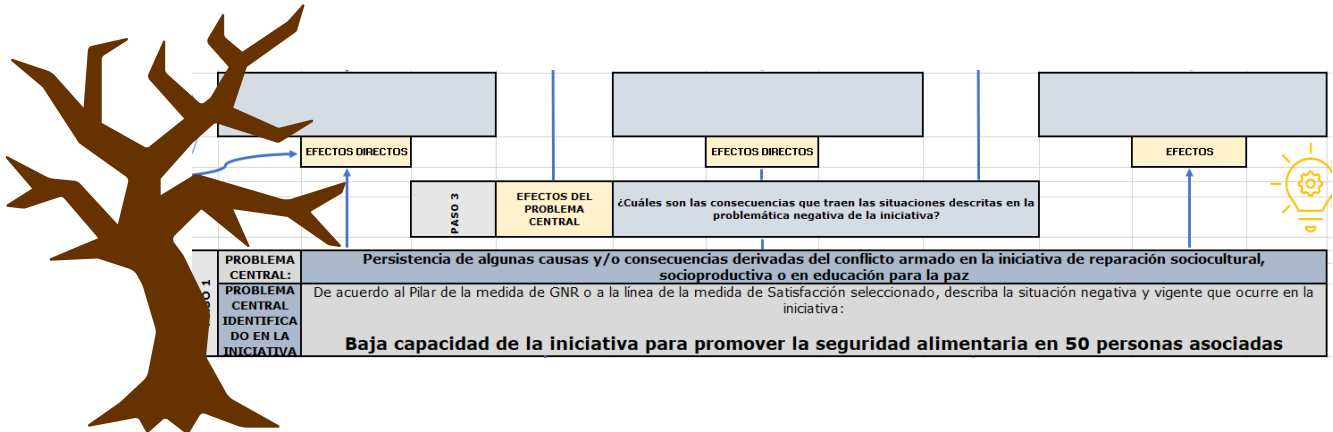 EFECTOS DIRECTOS
EFECTOS DIRECTOS
EFECTOS
PASO 3
EFECTOS DEL
PROBLEMA
CENTRAL
¿Cuáles son las consecuencias que traen las situaciones descritas en la
problemática negativa de la iniciativa?
PROBLEMA
CENTRAL:
Persistencia de algunas causas y/o consecuencias derivadas del conflicto armado en la iniciativa de reparación sociocultural,
socioproductiva o en educación para la paz
PROBLEMA
CENTRAL
IDENTIFICA
DO EN LA
INICIATIVA
De acuerdo al Pilar de la medida de GNR o a la línea de la medida de Satisfacción seleccionado, describa la situación negativa y vigente que ocurre en la
iniciativa:
Baja capacidad de la iniciativa para promover la seguridad alimentaria en 50 personas asociadas